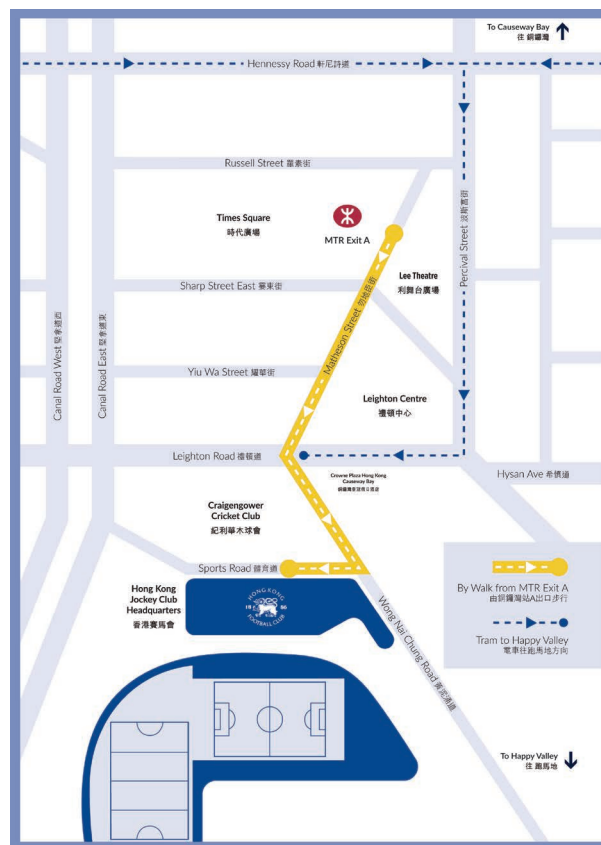 To Causeway Bay
往 銅鑼灣
Hennessy Road 軒尼詩道
Russell Street 羅素街
Times Square
時代廣場
MTR Exit A
Percival Street 波斯富街
Lee Theatre
利舞台廣場
Sharp Street East 霎東街
Matheson Street 勿地臣街
Canal Road West 堅拿道西
Canal Road East 堅拿道東
Yiu Wa Street 耀華街
Leighton Centre
禮頓中心
Leighton Road 禮頓道
Crowne Plaza Hong Kong
Causeway Bay
Hysan Ave 希慎道
Craigengower
Cricket Club
紀利華木球會
Sports Road 體育道
By Walk from MTR Exit A
由銅鑼灣站A出口步行
Hong Kong
Jockey Club
Headquarters
香港賽馬會
HONG KONG
18 86
FOOTBALL CLUB
Wong Nai Chung Road 黃泥涌道
Tram to Happy Valley
電車往跑馬地方向
To Happy Valley
往 跑馬地